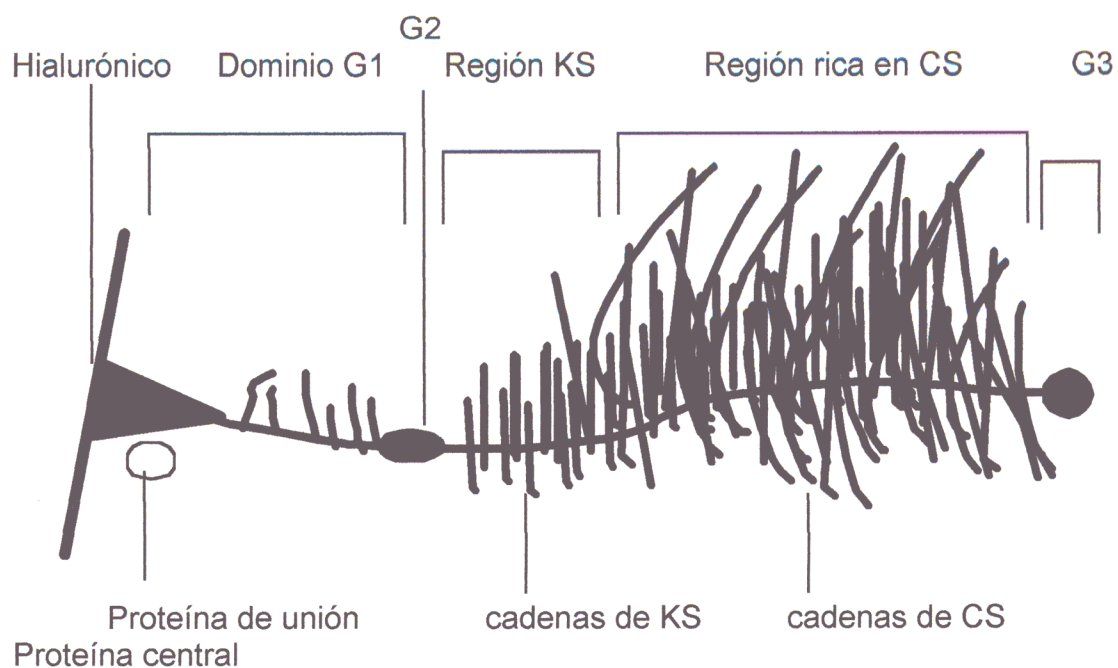 G2
Hialurónico Dominio G1 Región KS Región rica en CS G3
Proteína de unión cadenas de KS cadenas de CS
Proteína central